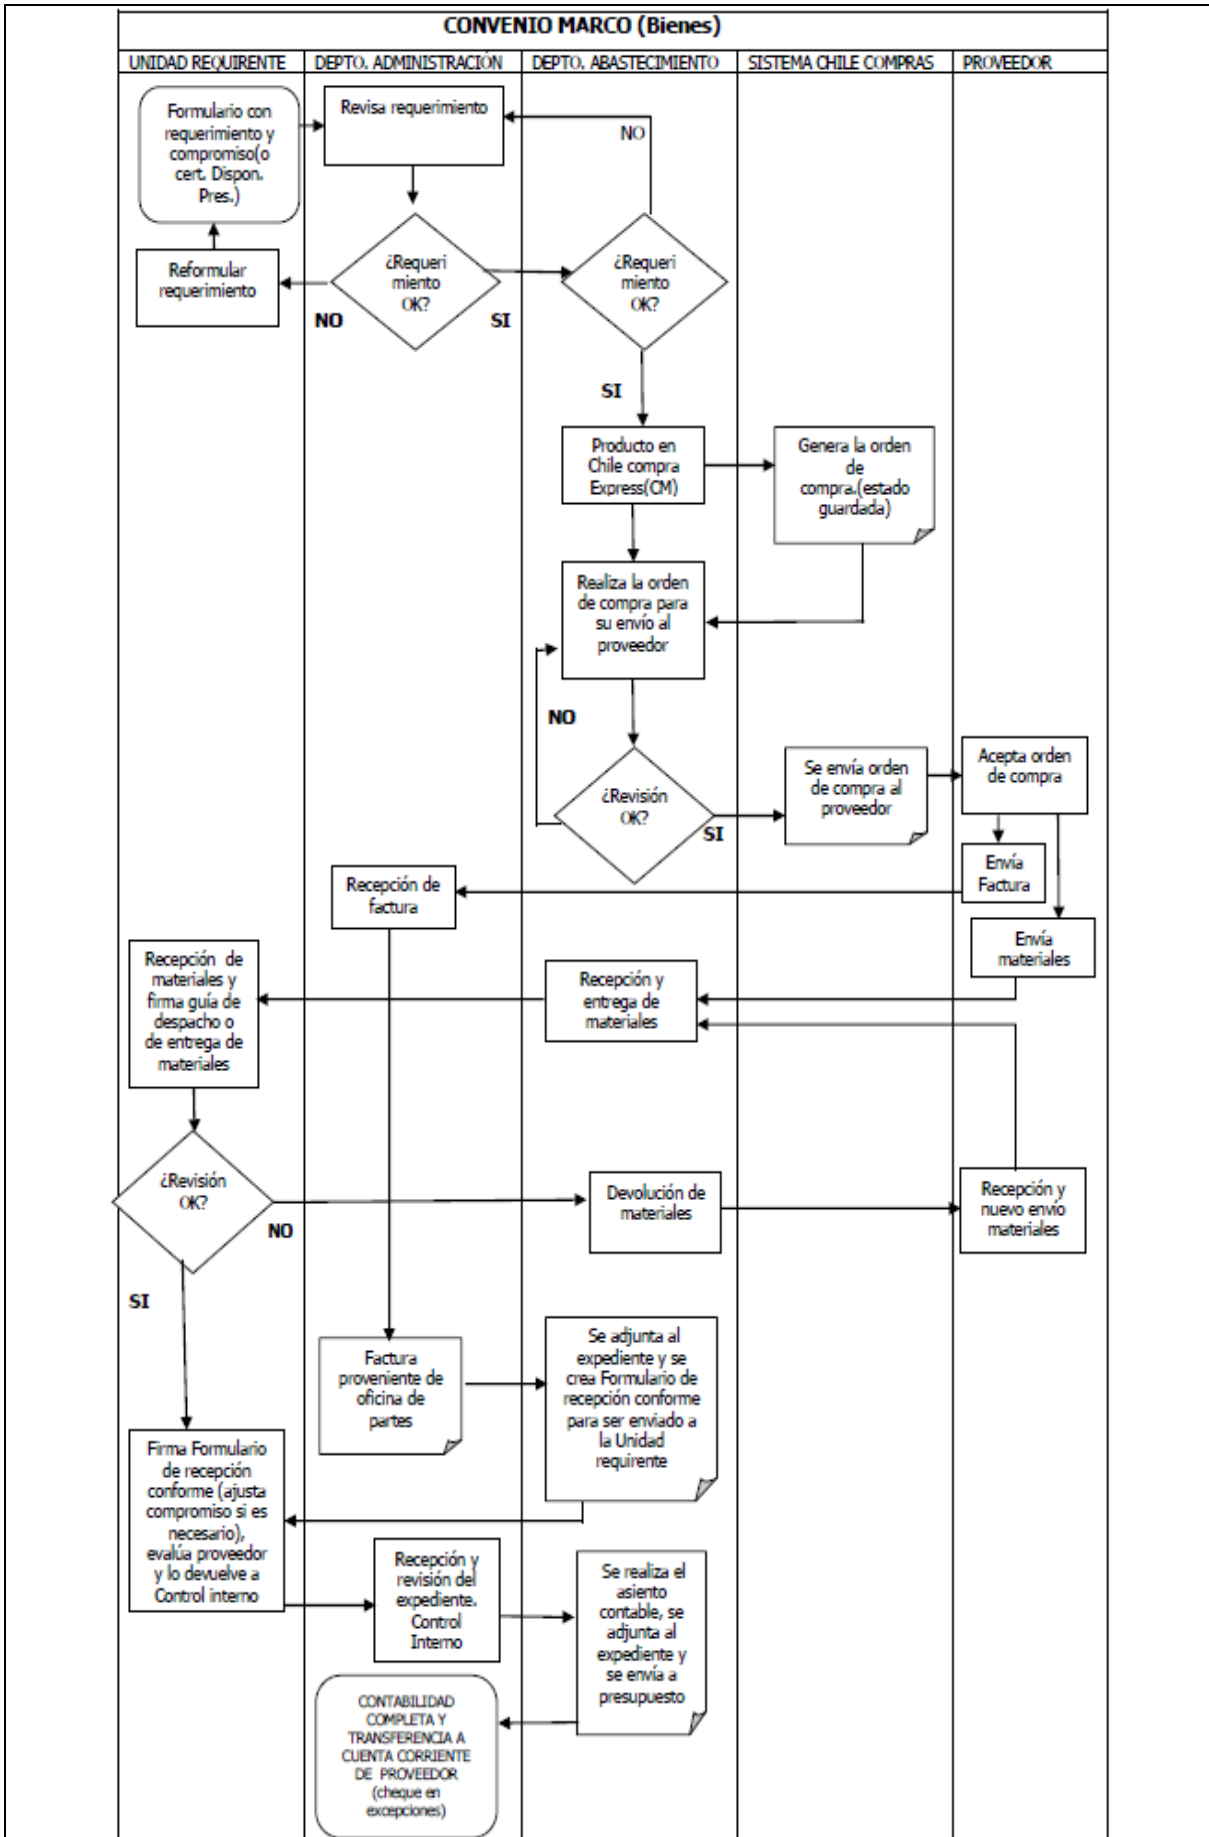 CONVENIO MARCO (Bienes)
UNIDAD REQUIRENTE
DEPTO. ADMINISTRACIÓN
DEPTO. ABASTECIMIENTO
SISTEMA CHILE COMPRAS
PROVEEDOR
Formulario con
requerimiento y
compromiso(o
cert. Dispon.
Pres.)
Revisa requerimiento
NO
Reformular
requerimiento
¿Requeri
miento
OK?
NO
SI
¿Requeri
miento
OK?
SI
Producto en
Chile compra
Express(CM)
Genera la orden
de
compra.(estado
guardada)
Realiza la orden
de compra para
su envío al
proveedor
NO
¿Revisión
OK?
SI
Se envía orden
de compra al
proveedor
Acepta orden
de compra
Envía
Factura
Recepción de
factura
Envía
materiales
Recepción de
materiales y
firma guía de
despacho o
de entrega de
materiales
Recepción y
entrega de
materiales
¿Revisión
OK?
NO
SI
Devolución de
materiales
Recepción y
nuevo envío
materiales
Factura
proveniente de
oficina de
partes
Se adjunta al
expediente y se
crea Formulario de
recepción conforme
para ser enviado a
la Unidad
requirente
Firma Formulario
de recepción
conforme (ajusta
compromiso si es
necesario),
evalúa proveedor
y lo devuelve a
Control interno
Recepción y
revisión del
expediente.
Control
Interno
Se realiza el
asiento
contable, se
adjunta al
expediente y
se envía a
presupuesto
CONTABILIDAD
COMPLETA Y
TRANSFERENCIA A
CUENTA CORRIENTE
DE PROVEEDOR
(cheque en
excepciones)